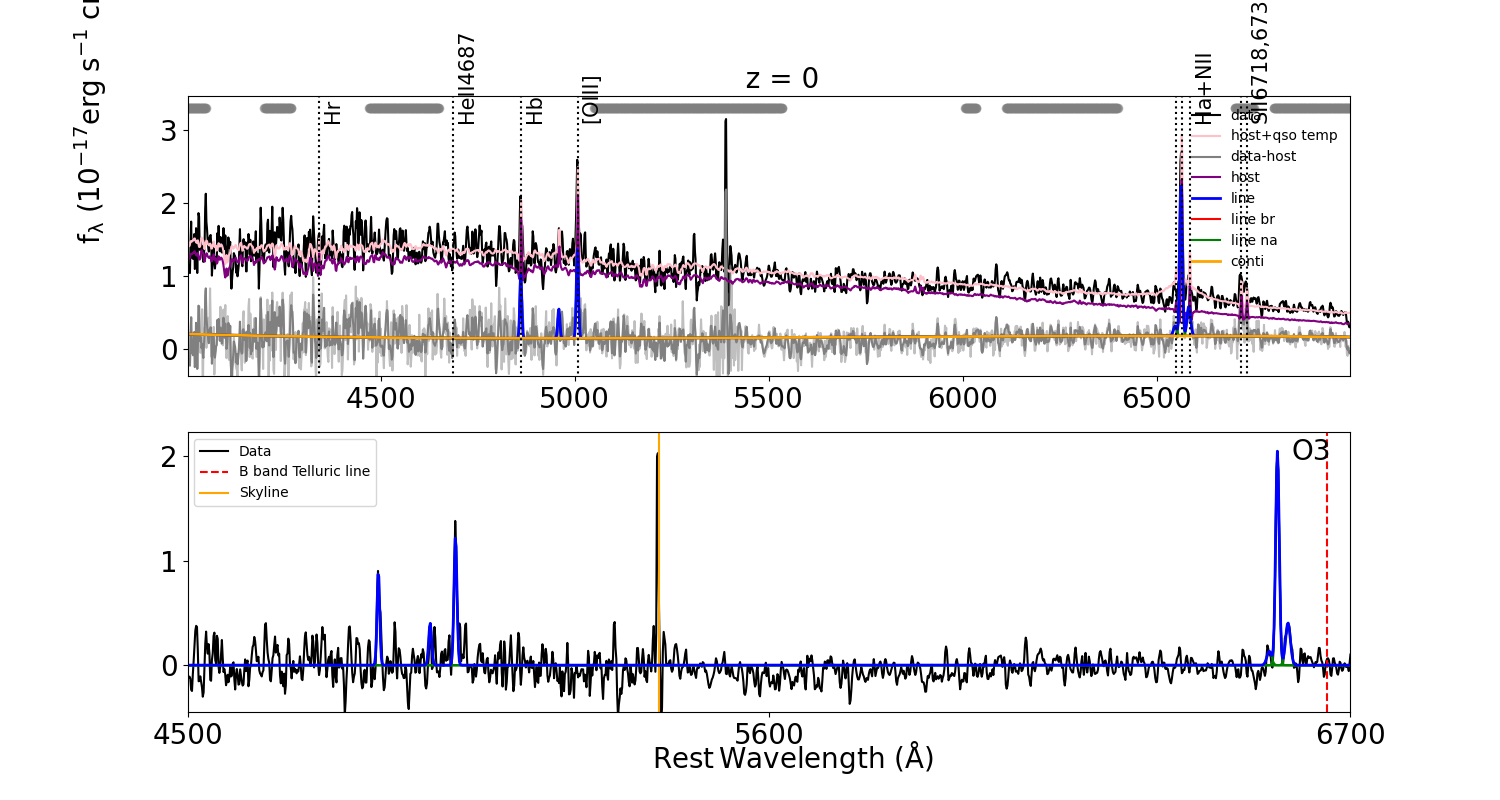 z = 0
fλ (10−17erg s−1 c
Hr
HeII4687
Hb
[OIII]
Ha+NII
SII6718,673
data
host+qso temp
data-host
host
line
line br
line na
conti
3
2
1
0
4500 5000 5500 6000 6500
Data
B band Telluric line
Skyline
O3
2
1
0
4500 5600 6700
Rest Wavelength (Å)